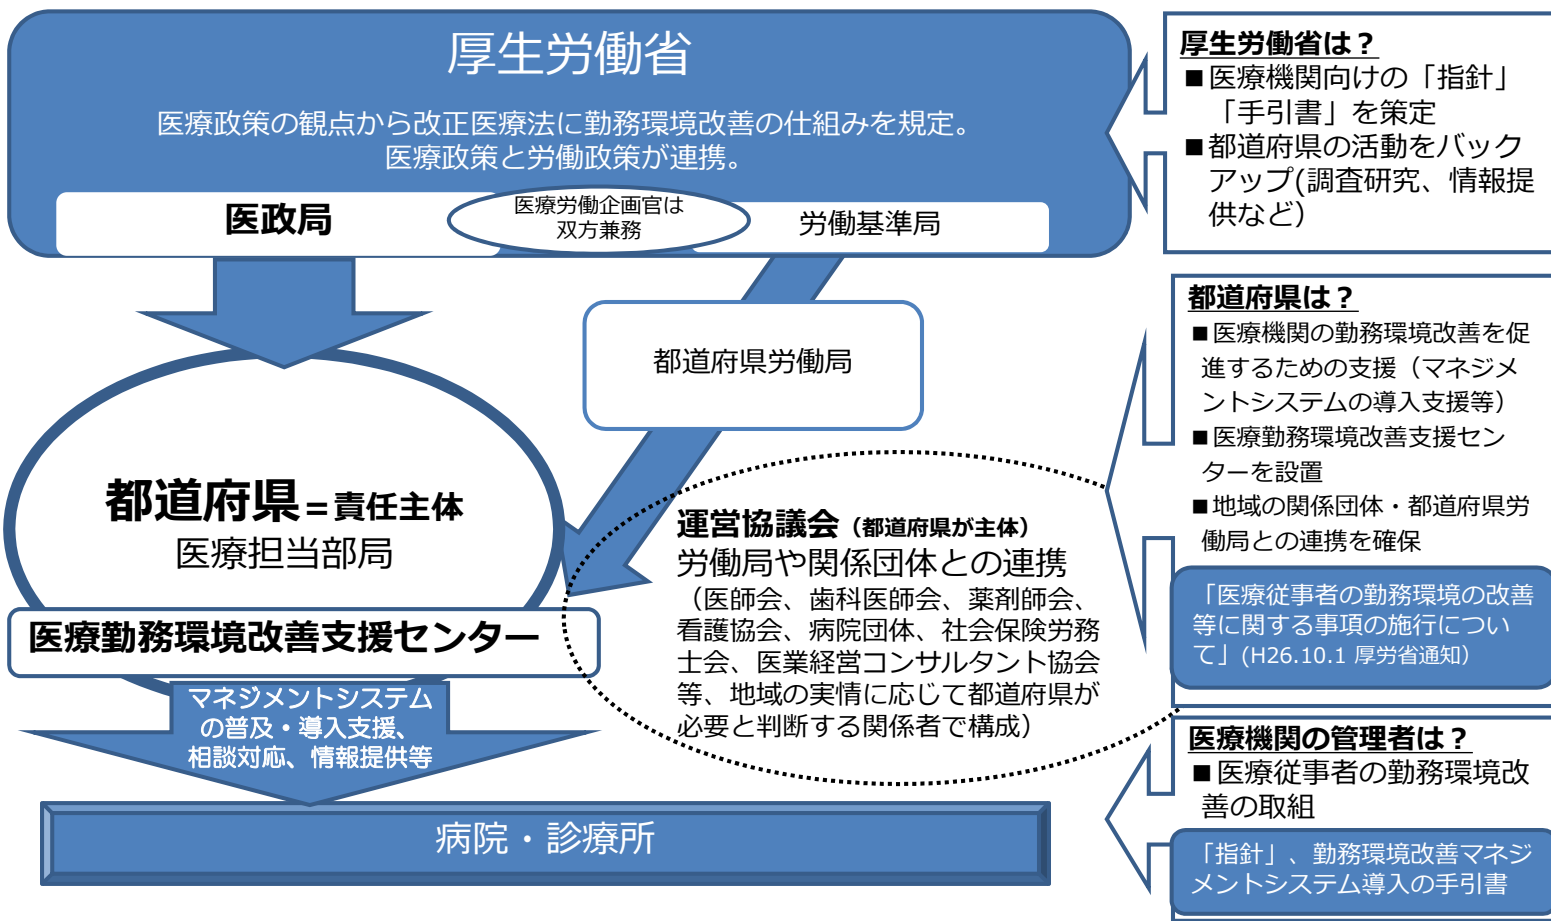 厚生労働省
医療政策の観点から改正医療法に勤務環境改善の仕組みを規定。
医療政策と労働政策が連携。
医政局
医療労働企画官は
双方兼務
労働基準局
都道府県労働局
都道府県=責任主体
医療担当部局
医療勤務環境改善支援センター
マネジメントシステム
の普及・導入支援、
相談対応、情報提供等
運営協議会(都道府県が主体)
労働局や関係団体との連携
(医師会、歯科医師会、薬剤師会、
看護協会、病院団体、社会保険労務
士会、医業経営コンサルタント協会
等、地域の実情に応じて都道府県が
必要と判断する関係者で構成)
病院・診療所
厚生労働省は？
■医療機関向けの「指針」
「手引書」を策定
■都道府県の活動をバック
アップ(調査研究、情報提
供など)
都道府県は？
■医療機関の勤務環境改善を促
進するための支援(マネジメ
ントシステムの導入支援等)
■医療勤務環境改善支援セン
ターを設置
■地域の関係団体・都道府県労
働局との連携を確保
「医療従事者の勤務環境の改善
等に関する事項の施行につい
て」(H26.10.1 厚労省通知)
医療機関の管理者は？
■医療従事者の勤務環境改
善の取組
「指針」、勤務環境改善マネジ
メントシステム導入の手引書